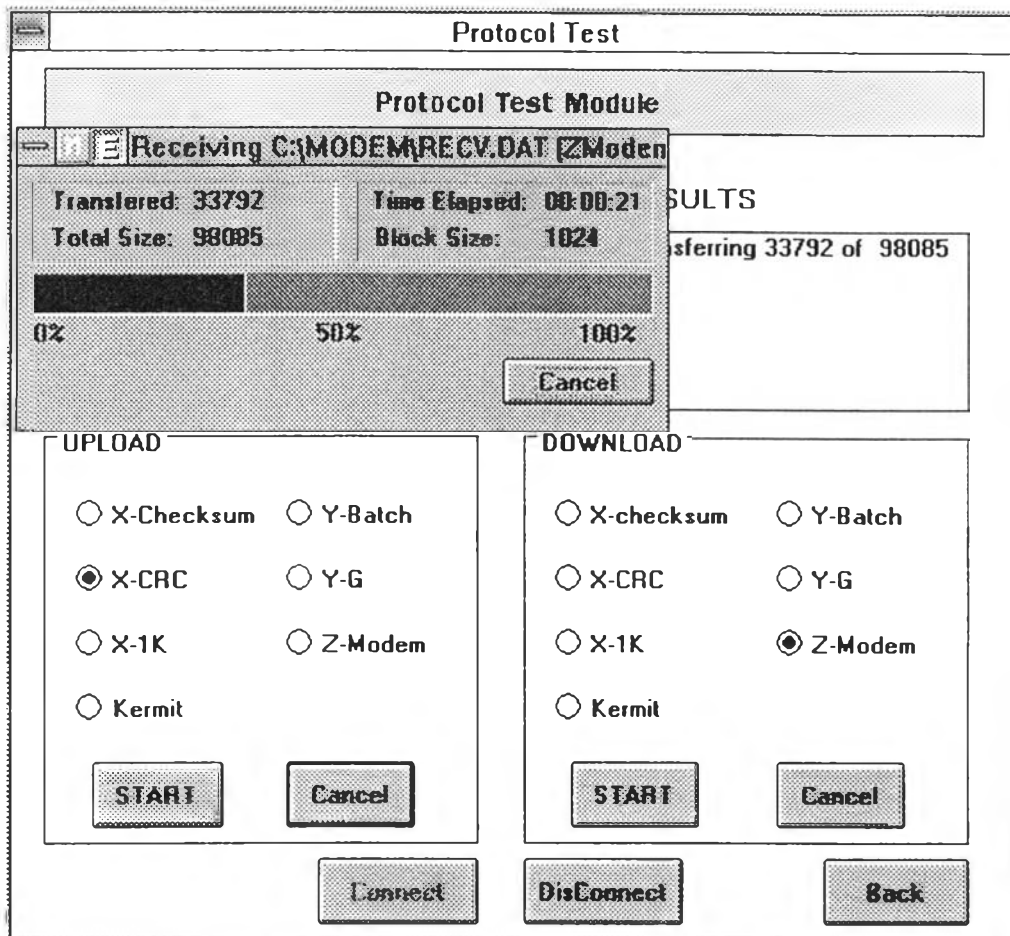 Protocol Test
Protocol Test Module
Receiving C:\MODEM\RECV.DAT [ZModem
Transfered: 33792
Time Elapsed: 00:00:21
Total Size: 98085
Block Size: 1024
0% 50% 100%
Cancel
SULTS
sferring 33792 of 98085
UPLOAD
X-Checksum Y-Batch
X-CRC Y-G
X-1K Z-Modem
Kermit
START Cancel
DOWNLOAD
X-checksum Y-Batch
X-CRC Y-G
X-1K Z-Modem
Kermit
START Cancel
Connect DisConnect Back